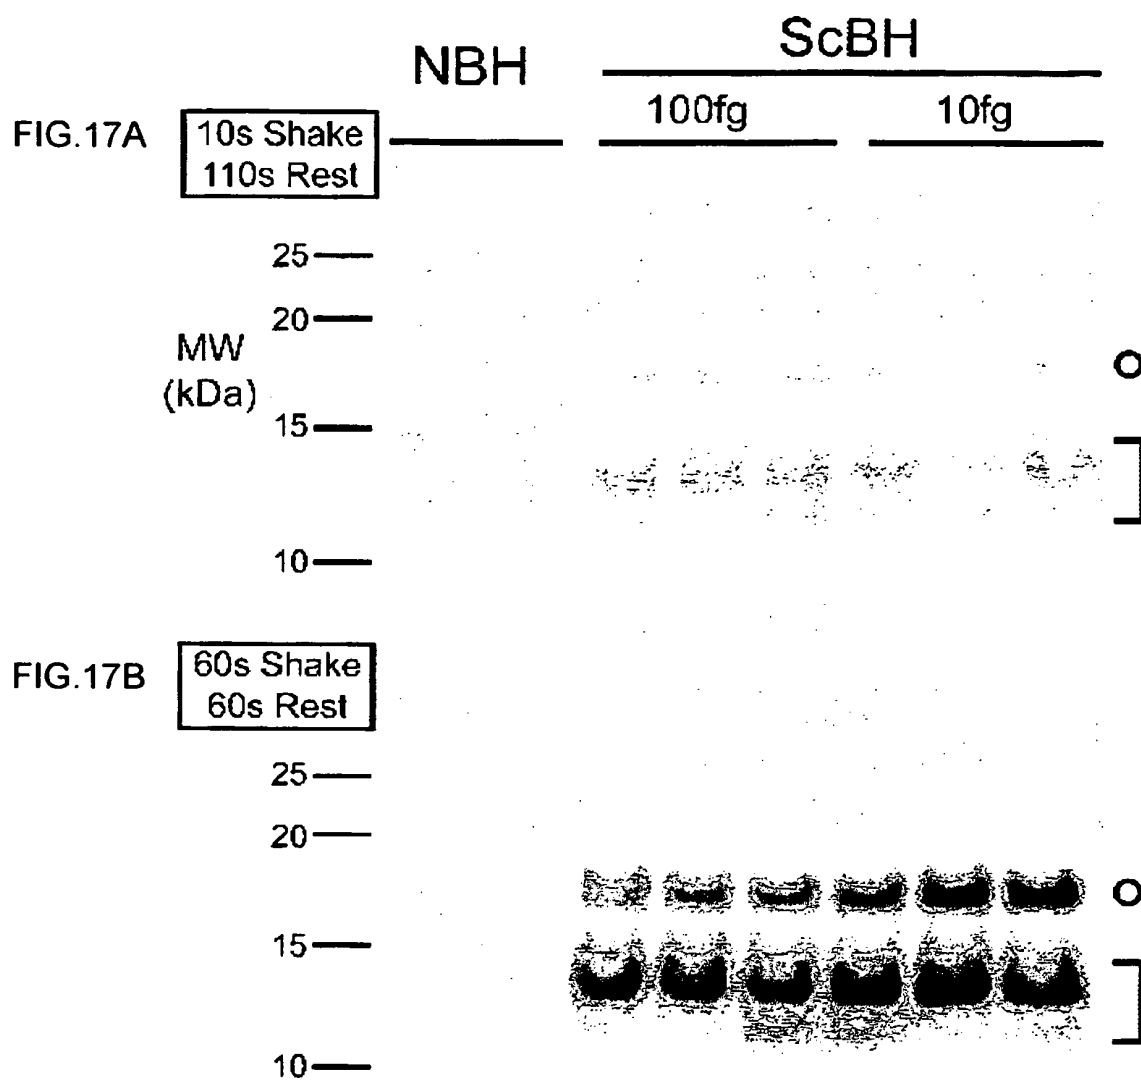 NBH
ScBH
100fg
10fg
FIG.17A
10s Shake
110s Rest
25
20
MW
(kDa)
15
10
FIG.17B
60s Shake
60s Rest
25
20
15
10